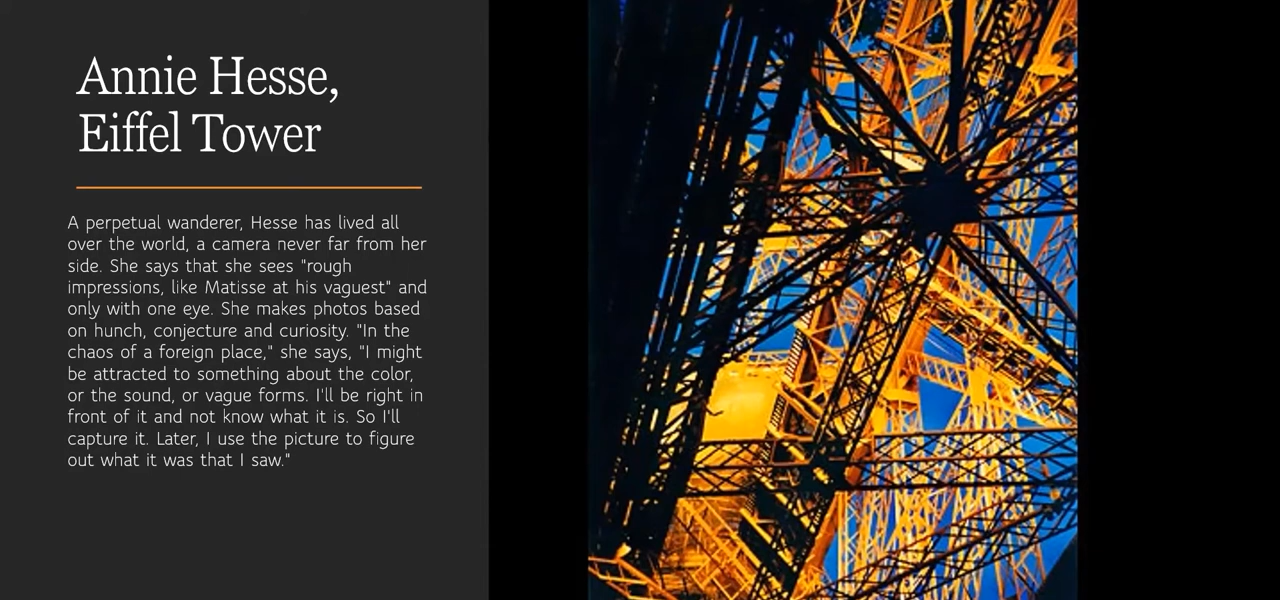 Annie Hesse,
Eiffel Tower
A perpetual wanderer, Hesse has lived all
over the world, a camera never far from her
side. She says that she sees "rough
impressions, like Matisse at his vaguest" and
only with one eye. She makes photos based
on hunch, conjecture and curiosity. "In the
chaos of a foreign place," she says, "I might
be attracted to something about the color,
or the sound, or vague forms. I'll be right in
front of it and not know what it is. So I'll
capture it. Later, I use the picture to figure
out what it was that I saw."